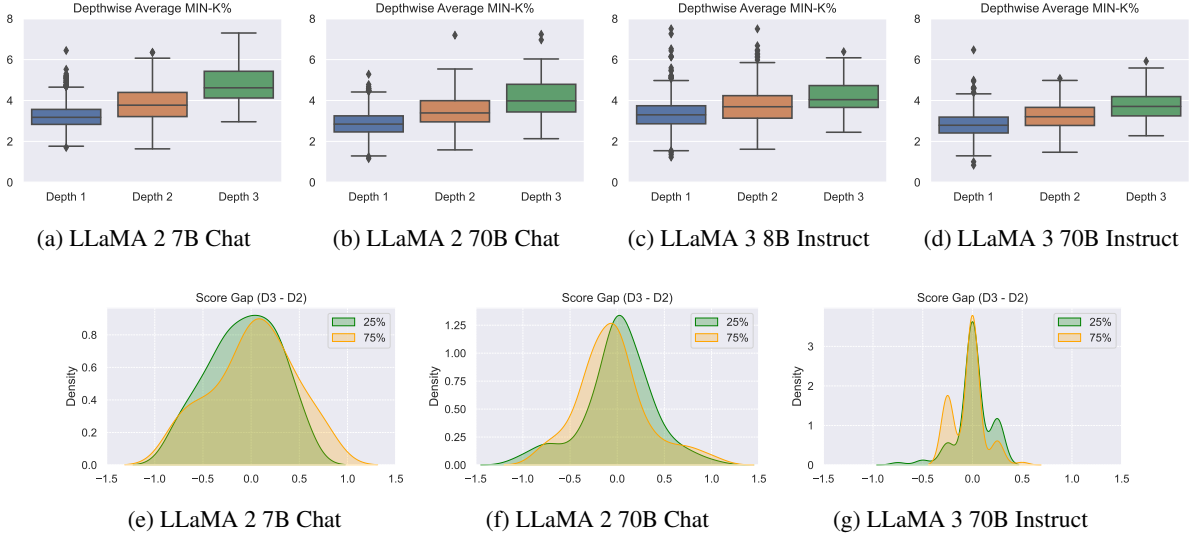 Depthwise Average MIN-K%
Depthwise Average MIN-K%
Depthwise Average MIN-K%
Depthwise Average MIN-K%
8
6
4
2
0
Depth 1 Depth 2 Depth 3
8
6
4
2
0
Depth 1 Depth 2 Depth 3
8
6
4
2
0
Depth 1 Depth 2 Depth 3
8
6
4
2
0
Depth 1 Depth 2 Depth 3
(a) LLaMA 2 7B Chat
(b) LLaMA 2 70B Chat
(c) LLaMA 3 8B Instruct
(d) LLaMA 3 70B Instruct
Score Gap (D3 - D2)
25%
75%
Density
0.8
0.6
0.4
0.2
0.0
−1.5 −1.0 −0.5 0.0 0.5 1.0 1.5
(e) LLaMA 2 7B Chat
Score Gap (D3 - D2)
25%
75%
Density
1.25
1.00
0.75
0.50
0.25
0.00
−1.5 −1.0 −0.5 0.0 0.5 1.0 1.5
(f) LLaMA 2 70B Chat
Score Gap (D3 - D2)
25%
75%
Density
3
2
1
0
−1.5 −1.0 −0.5 0.0 0.5 1.0 1.5
(g) LLaMA 3 70B Instruct